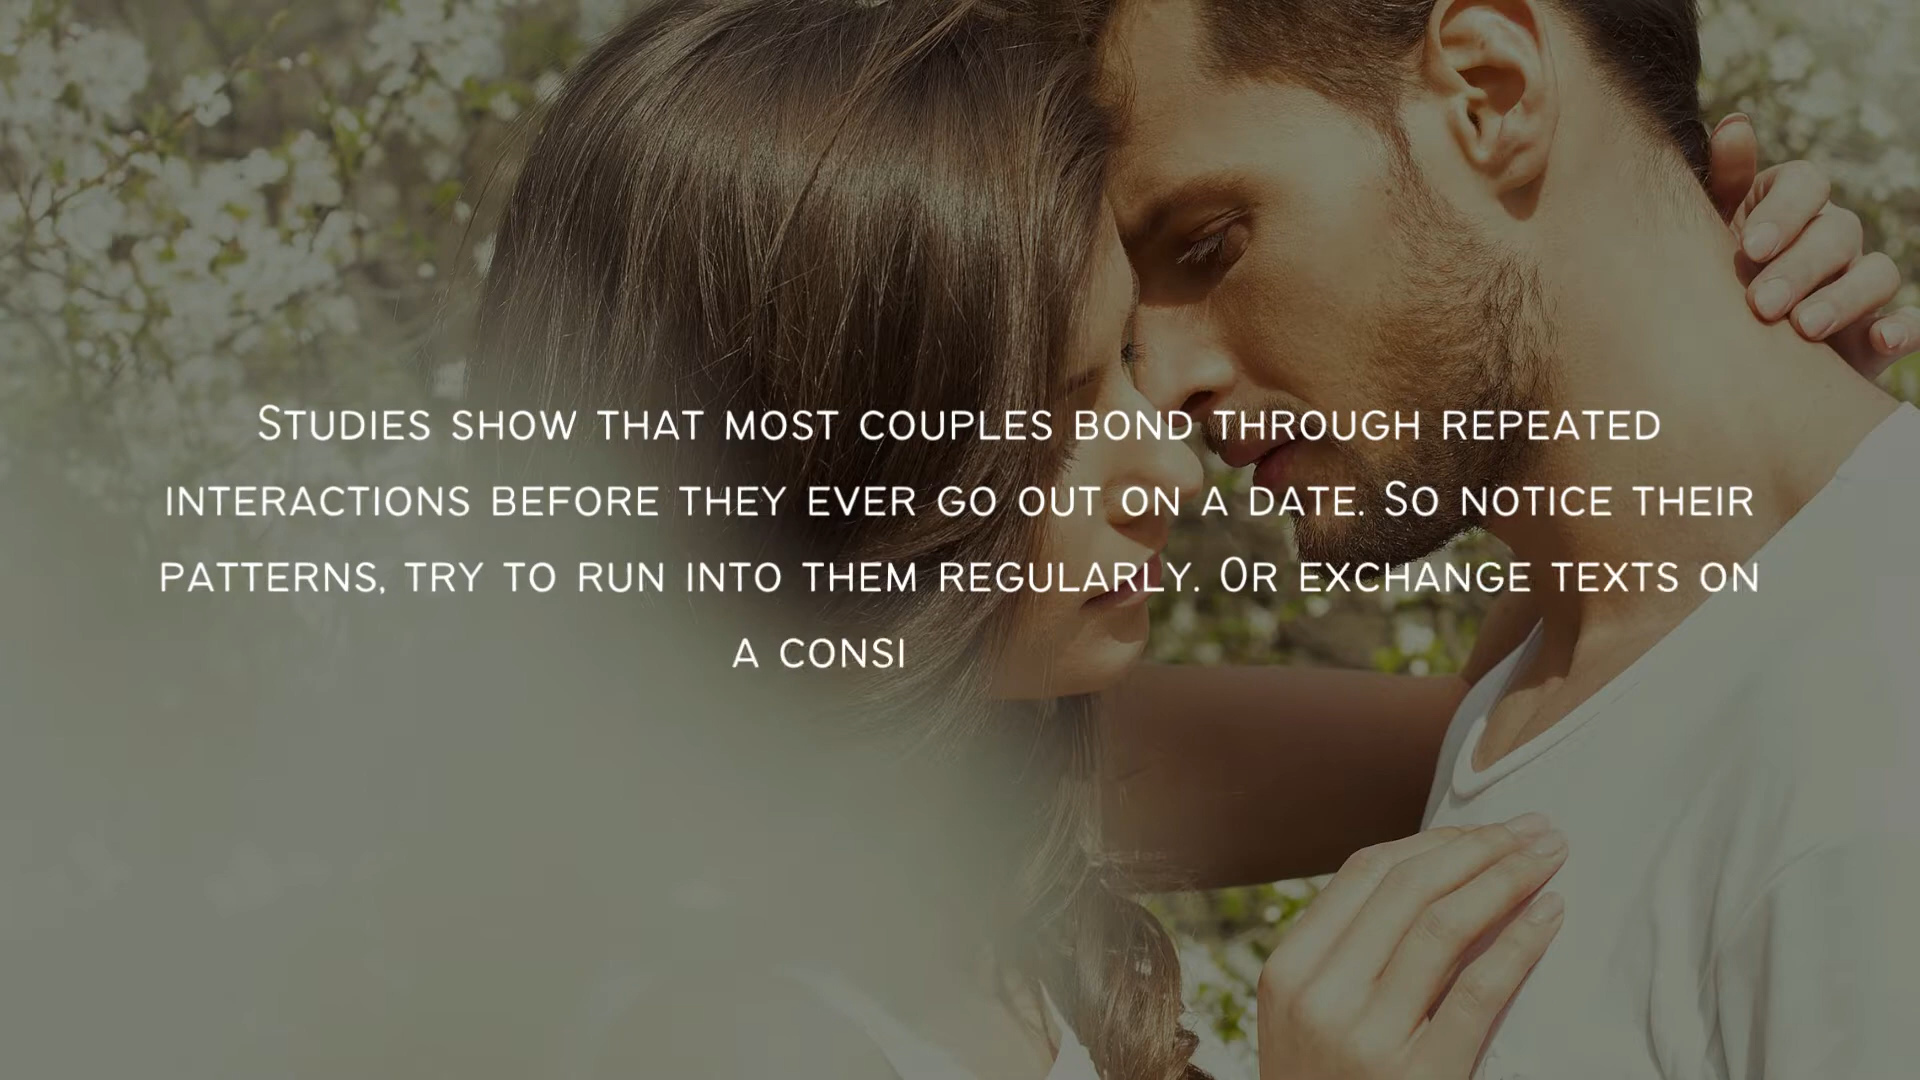 Studies show that most couples bond through repeated
interactions before they ever go out on a date. So notice their
patterns, try to run into them regularly. Or exchange texts on
a consi